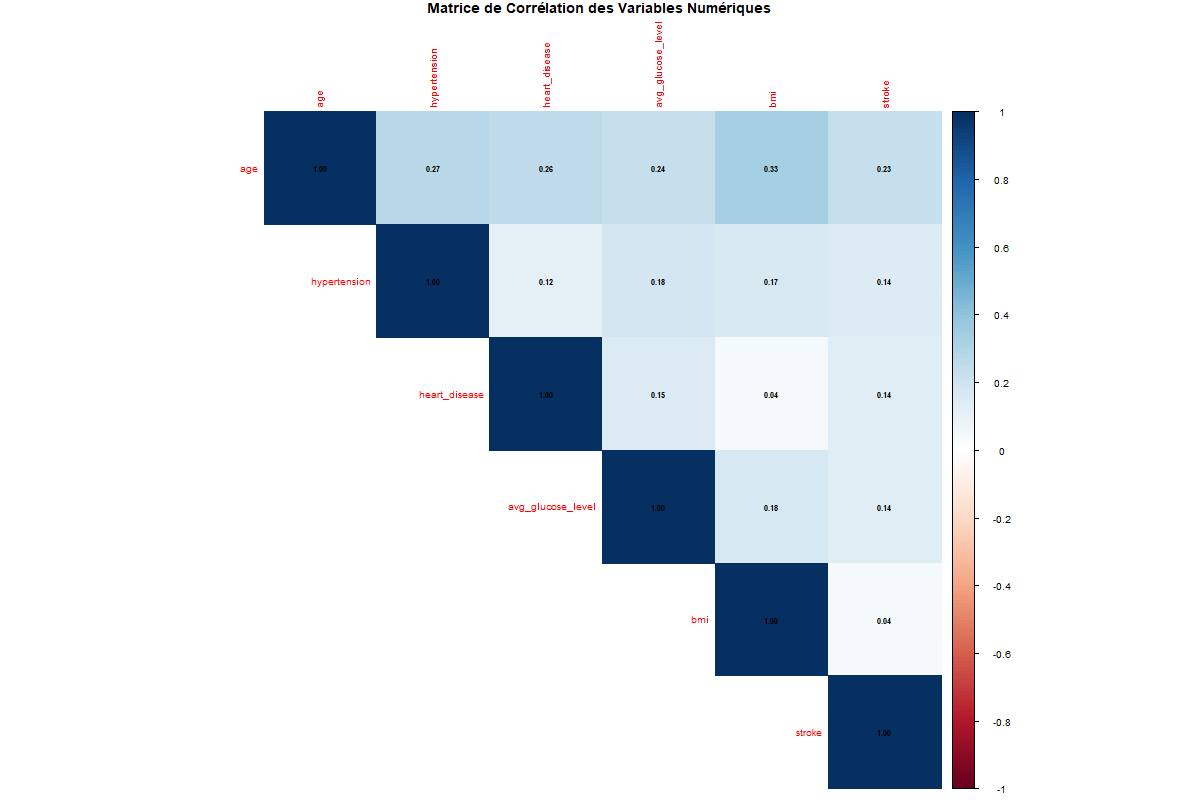 Matrice de Corrélation des Variables Numériques
age
hypertension
heart_disease
avg_glucose_level
bmi
stroke
age 1.00 0.27 0.26 0.24 0.33 0.23
hypertension 1.00 0.12 0.18 0.17 0.14
heart_disease 1.00 0.15 0.04 0.14
avg_glucose_level 1.00 0.18 0.14
bmi 1.00 0.04
stroke 1.00
1
0.8
0.6
0.4
0.2
0
-0.2
-0.4
-0.6
-0.8
-1